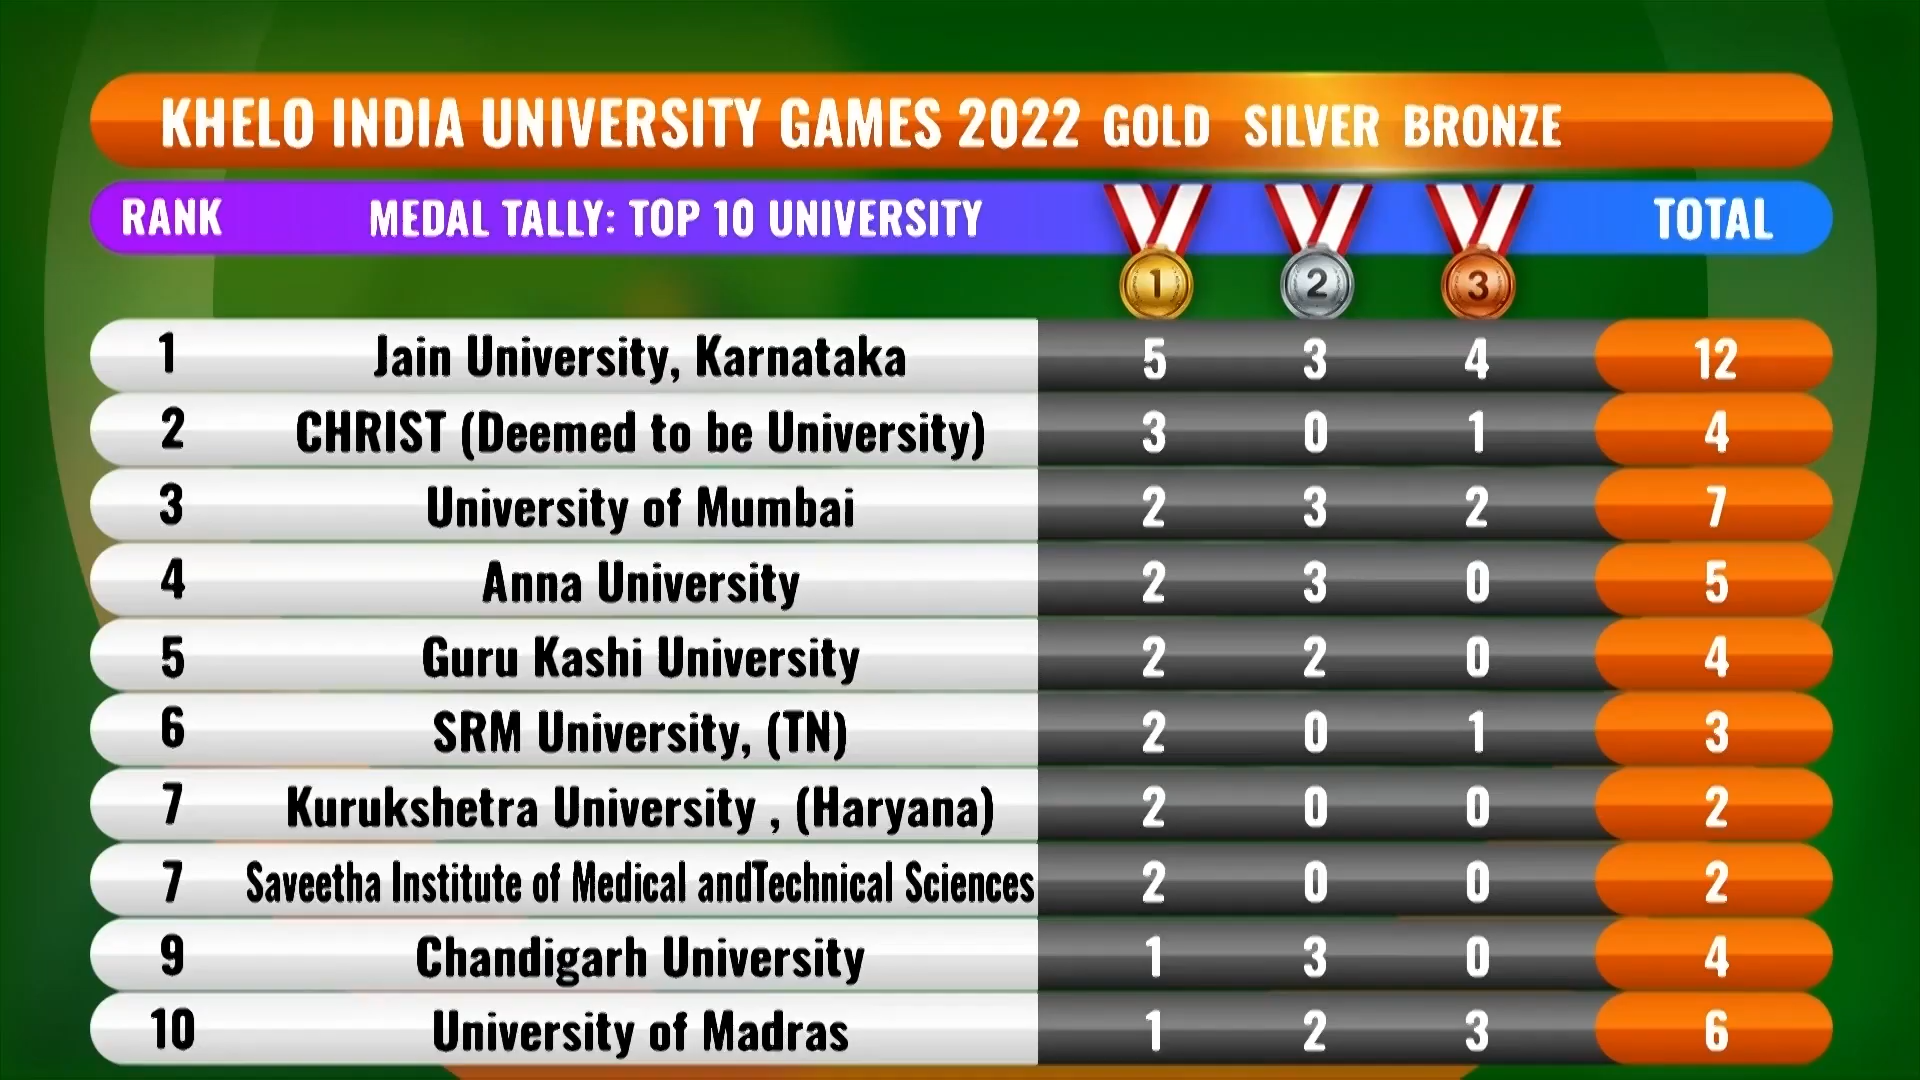 KHELO INDIA UNIVERSITY GAMES 2022 GOLD SILVER BRONZE
RANK MEDAL TALLY: TOP 10 UNIVERSITY TOTAL
1 2 3
1 Jain University, Karnataka 5 3 4 12
2 CHRIST (Deemed to be University) 3 0 1 4
3 University of Mumbai 2 3 2 7
4 Anna University 2 3 0 5
5 Guru Kashi University 2 2 0 4
6 SRM University, (TN) 2 0 1 3
7 Kurukshetra University , (Haryana) 2 0 0 2
7 Saveetha Institute of Medical andTechnical Sciences 2 0 0 2
9 Chandigarh University 1 3 0 4
10 University of Madras 1 2 3 6